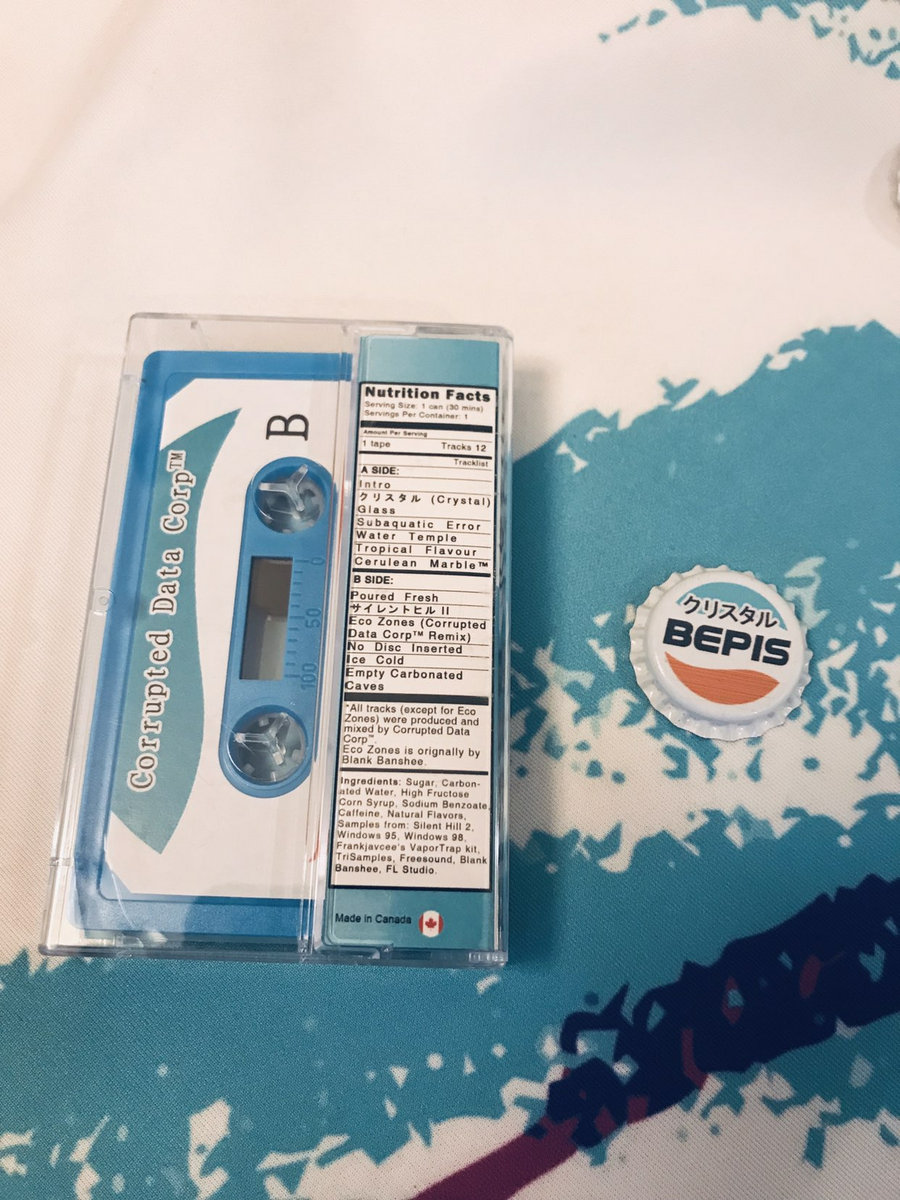 Corrupted Data Corp™
B
0
50
100
Nutrition Facts
Serving Size: 1 can (30 mins)
Servings Per Container: 1
Amount Per Serving
1 tape Tracks 12
Tracklist
A SIDE:
Intro
クリスタル (Crystal)
Glass
Subaquatic Error
Water Temple
Tropical Flavour
Cerulean Marble™
B SIDE:
Poured Fresh
サイレントヒル II
Eco Zones (Corrupted
Data Corp™ Remix)
No Disc Inserted
Ice Cold
Empty Carbonated
Caves
*All tracks (except for Eco
Zones) were produced and
mixed by Corrupted Data
Corp™.
Eco Zones is orignally by
Blank Banshee.
Ingredients: Sugar, Carbon-
ated Water, High Fructose
Corn Syrup, Sodium Benzoate,
Caffeine, Natural Flavors,
Samples from: Silent Hill 2,
Windows 95, Windows 98,
Frankjavcee's VaporTrap kit,
TriSamples, Freesound, Blank
Banshee, FL Studio.
Made in Canada
クリスタル
BEPIS